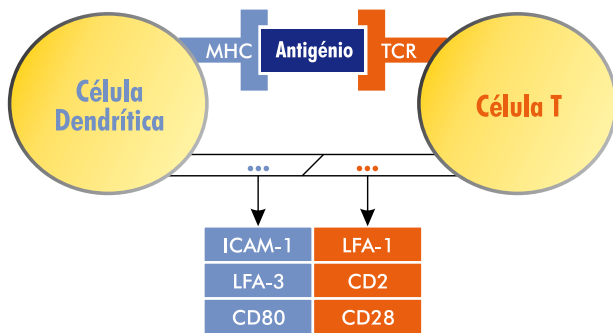 MHC Antigénio TCR
Célula
Dendrítica
Célula T
ICAM-1 LFA-1
LFA-3 CD2
CD80 CD28